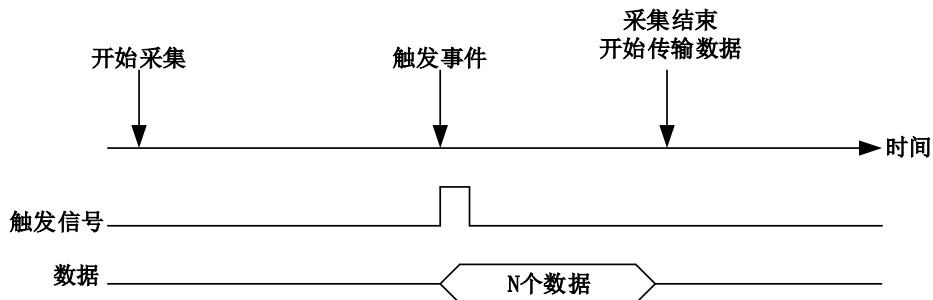 开始采集
触发事件
采集结束
开始传输数据
时间
触发信号
数据
N个数据